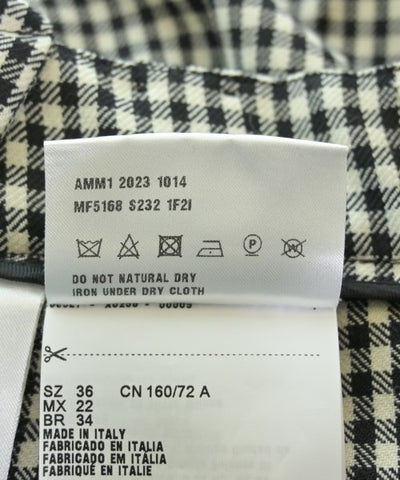 AMM1 2023 1014
MF5168 S232 1F2I
P
W
DO NOT NATURAL DRY
IRON UNDER DRY CLOTH
SZ 36 CN 160/72 A
MX 22
BR 34
MADE IN ITALY
FABRICADO EN ITALIA
FABRICADO EM ITALIA
FABRIQUÉ EN ITALIE